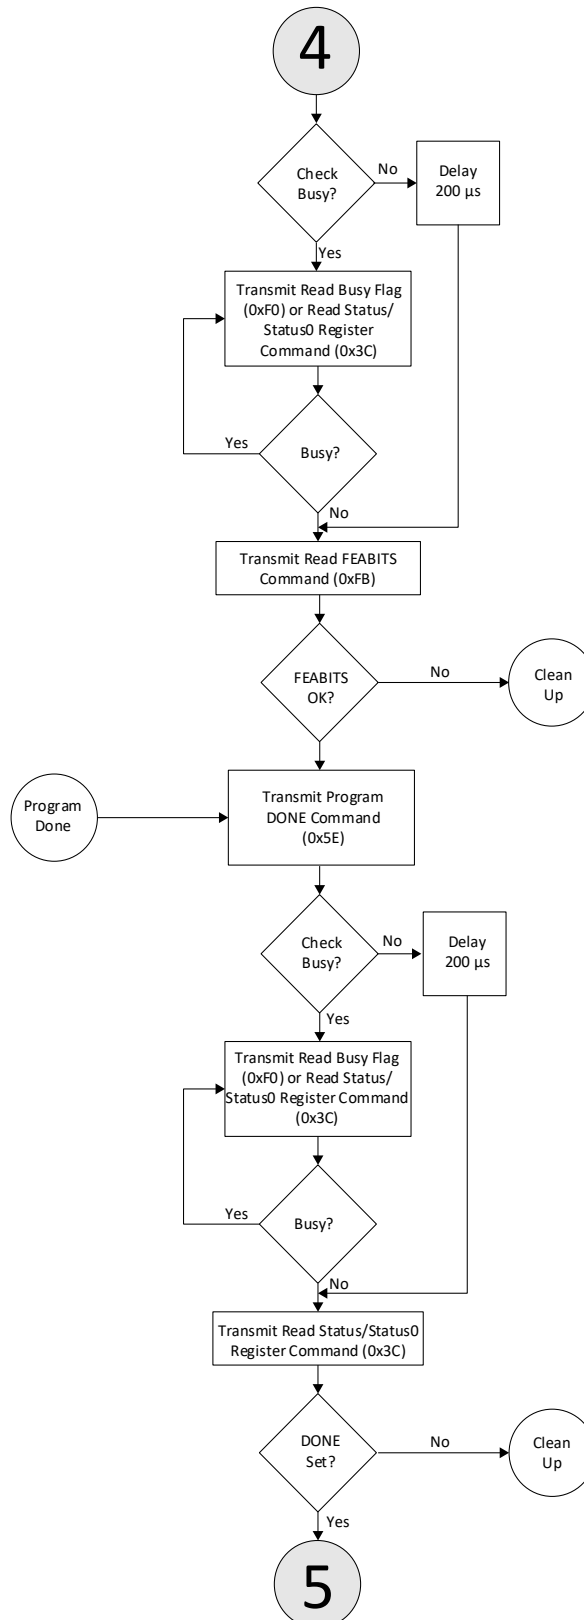 4
Check
Busy?
No
Delay
200 µs
Yes
Transmit Read Busy Flag
(0xF0) or Read Status/
Status0 Register
Command (0x3C)
Yes
Busy?
No
Transmit Read FEABITS
Command (0xFB)
FEABITS
OK?
No
Clean
Up
Program
Done
Transmit Program
DONE Command
(0x5E)
Check
Busy?
No
Delay
200 µs
Yes
Transmit Read Busy Flag
(0xF0) or Read Status/
Status0 Register Command
(0x3C)
Yes
Busy?
No
Transmit Read Status/Status0
Register Command (0x3C)
DONE
Set?
No
Clean
Up
Yes
5